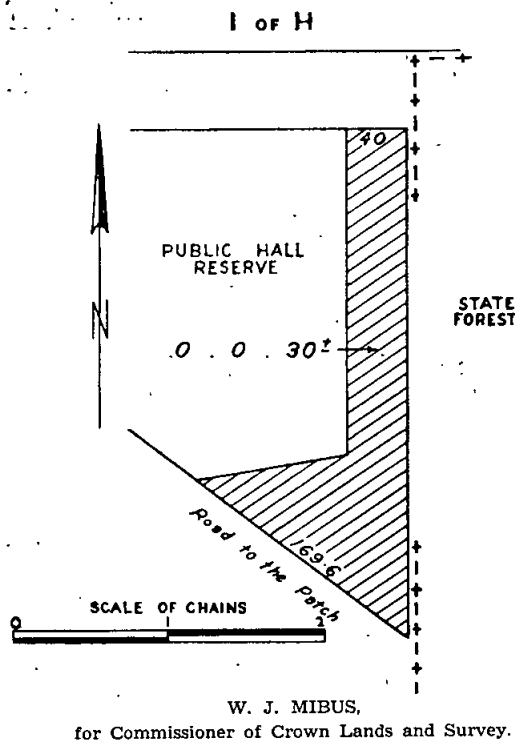 I OF H
40
PUBLIC HALL
RESERVE
N
STATE
FOREST
0 . 0 . 30±
169.6
Road to the Patch
SCALE OF CHAINS
0 1 2
W. J. MIBUS,
for Commissioner of Crown Lands and Survey.